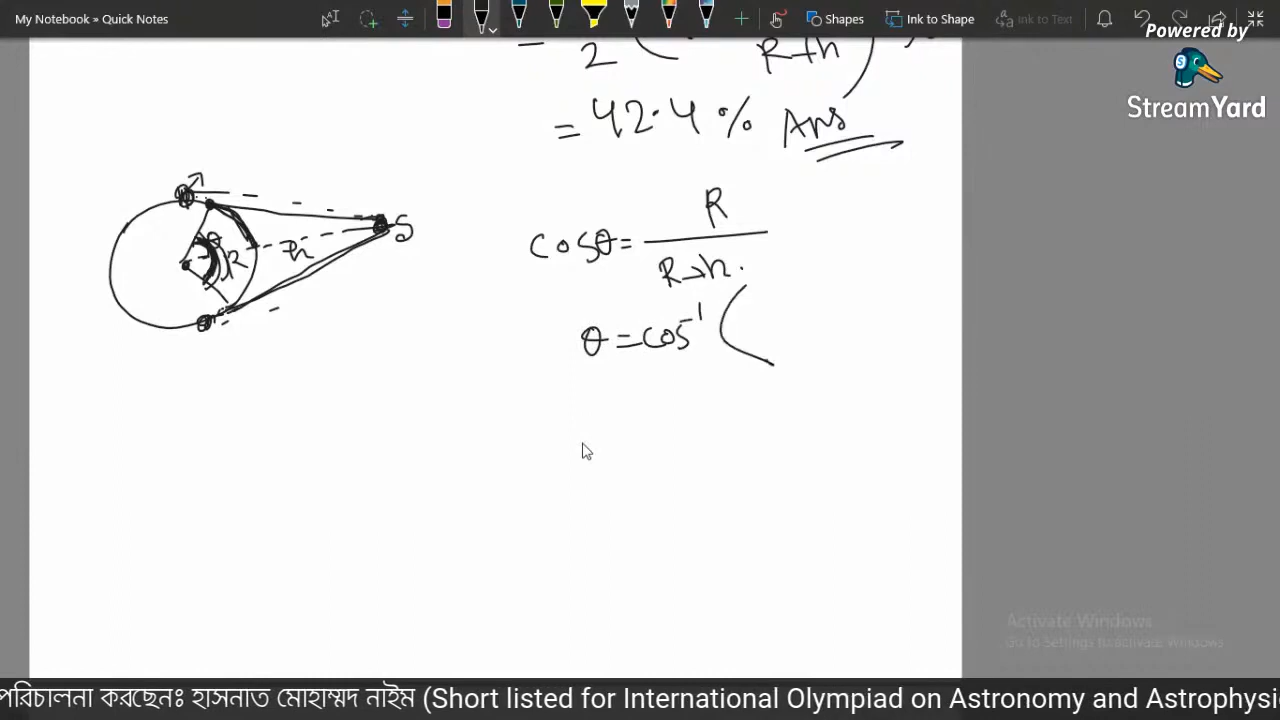 My Notebook » Quick Notes
Shapes
Ink to Shape
Ink to Text
Powered by
StreamYard
2
R+h
= 42.4 % Ans
S
θ
R
h
cosθ = R / R+h.
θ = cos⁻¹ (
Activate Windows
Go to Settings to activate Windows
পরিচালনা করছেনঃ হাসনাত মোহাম্মদ নাইম (Short listed for International Olympiad on Astronomy and Astrophysi